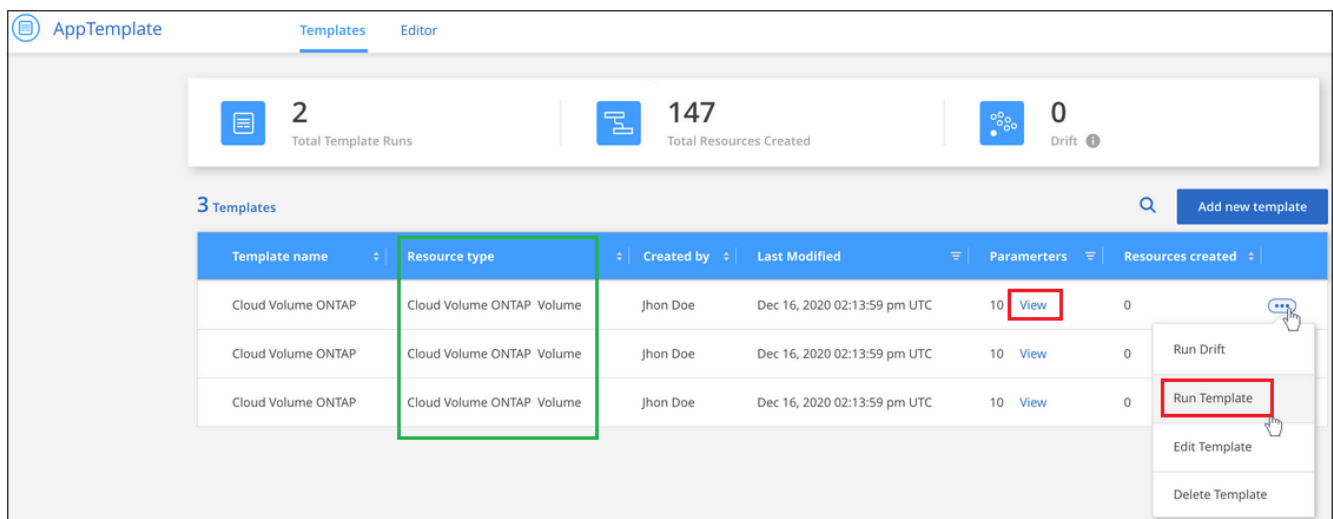 AppTemplate Templates Editor
2 147 0
Total Template Runs Total Resources Created Drift
3 Templates Add new template
Template name Resource type Created by Last Modified Paramerters Resources created
Cloud Volume ONTAP Cloud Volume ONTAP Volume Jhon Doe Dec 16, 2020 02:13:59 pm UTC 10 View 0
Cloud Volume ONTAP Cloud Volume ONTAP Volume Jhon Doe Dec 16, 2020 02:13:59 pm UTC 10 View 0
Cloud Volume ONTAP Cloud Volume ONTAP Volume Jhon Doe Dec 16, 2020 02:13:59 pm UTC 10 View 0
Run Drift
Run Template
Edit Template
Delete Template